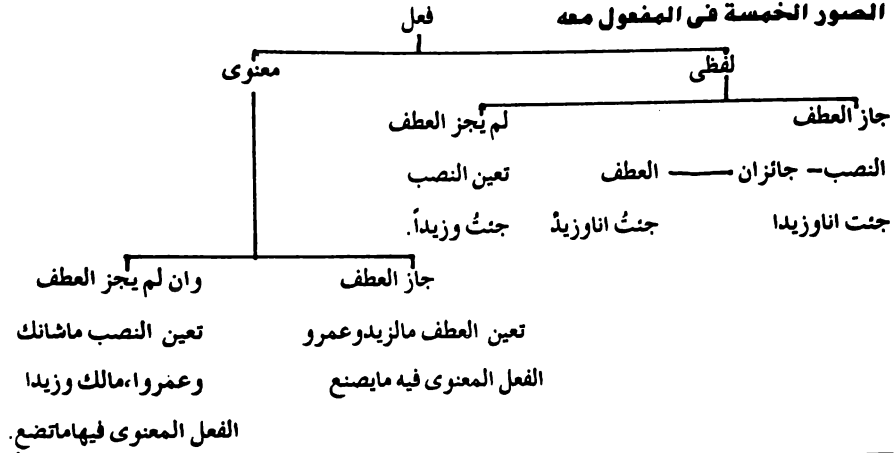 الصور الخمسة فى المفعول معه
فعل
لفظى
معنوى
جاز العطف
لم يجز العطف
النصب – جائزان —— العطف
تعين النصب
جئت اناوزيدا
جئتُ اناوزيدٌ
جئتُ وزيداً.
جاز العطف
وان لم يجز العطف
تعين العطف مالزيدوعمرو
تعين النصب ماشانك
الفعل المعنوى فيه مايصنع
وعمروا،مالك وزيدا
الفعل المعنوى فيهاماتضع.